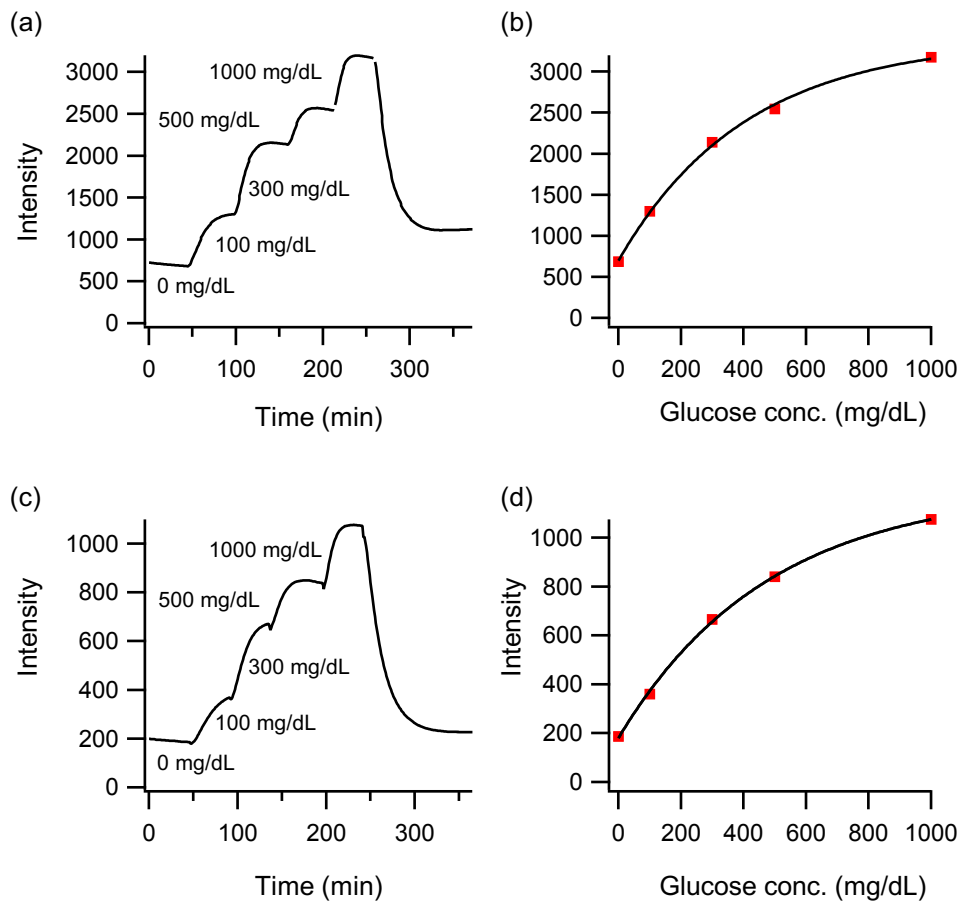 (a)
3000
2500
2000
1500
1000
500
0
Intensity
1000 mg/dL
500 mg/dL
300 mg/dL
100 mg/dL
0 mg/dL
0 100 200 300
Time (min)
(b)
3000
2500
2000
1500
1000
500
0
0 200 400 600 800 1000
Glucose conc. (mg/dL)
(c)
1000
800
600
400
200
0
Intensity
1000 mg/dL
500 mg/dL
300 mg/dL
100 mg/dL
0 mg/dL
0 100 200 300
Time (min)
(d)
1000
800
600
400
200
0
Intensity
0 200 400 600 800 1000
Glucose conc. (mg/dL)